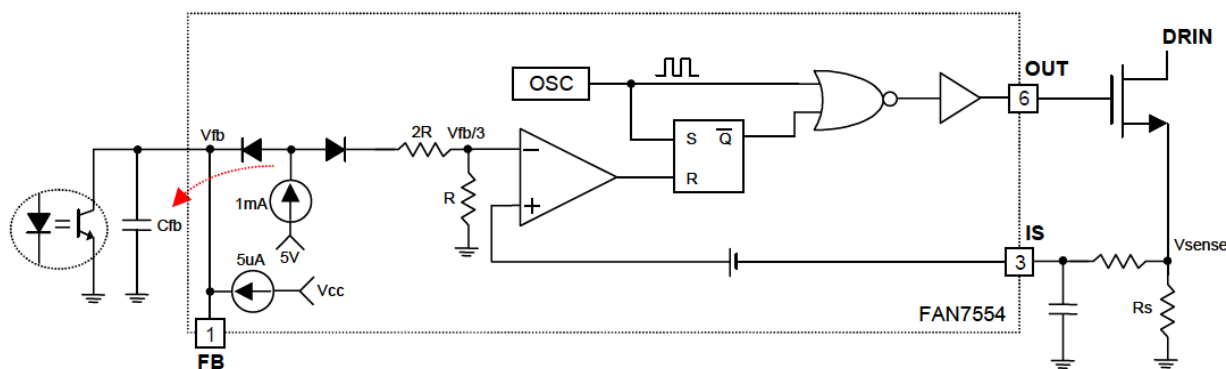 DRIN
OUT
OSC
6
Vfb
2R
Vfb/3
S
Q
R
−
+
R
1mA
Cfb
5V
5uA
Vcc
IS
3
Vsense
Rs
FAN7554
1
FB